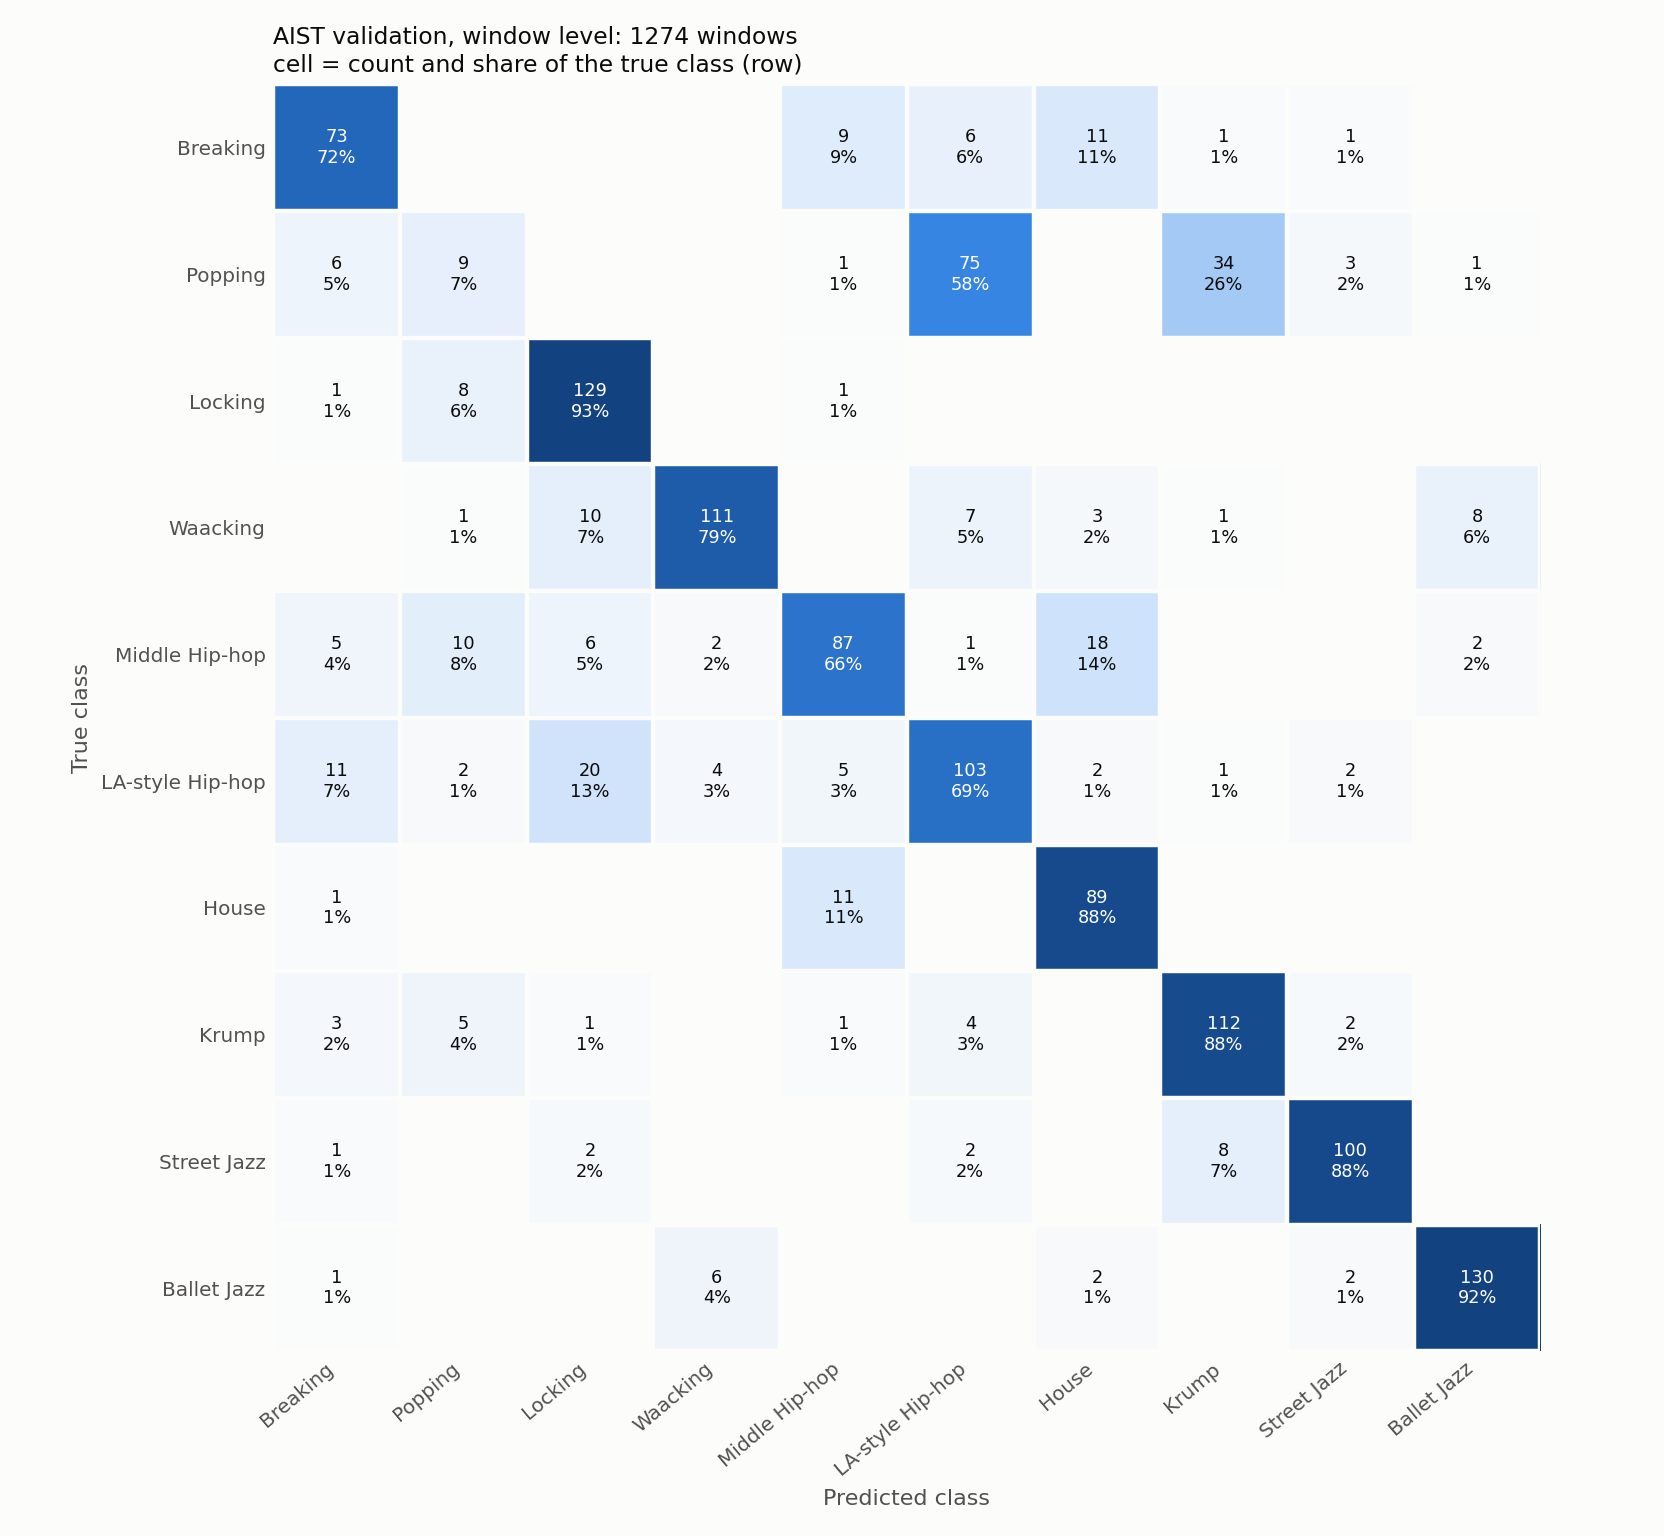 AIST validation, window level: 1274 windows
cell = count and share of the true class (row)
Breaking
73 9 6 11 1 1
72% 9% 6% 11% 1% 1%
Popping
6 9 1 75 34 3 1
5% 7% 1% 58% 26% 2% 1%
Locking
1 8 129 1
1% 6% 93% 1%
Waacking
1 10 111 7 3 1 8
1% 7% 79% 5% 2% 1% 6%
Middle Hip-hop
5 10 6 2 87 1 18 2
4% 8% 5% 2% 66% 1% 14% 2%
LA-style Hip-hop
11 2 20 4 5 103 2 1 2
7% 1% 13% 3% 3% 69% 1% 1% 1%
House
1 11 89
1% 11% 88%
Krump
3 5 1 1 4 112 2
2% 4% 1% 1% 3% 88% 2%
Street Jazz
1 2 2 8 100
1% 2% 2% 7% 88%
Ballet Jazz
1 6 2 2 130
1% 4% 1% 1% 92%
True class
Breaking
Popping
Locking
Waacking
Middle Hip-hop
LA-style Hip-hop
House
Krump
Street Jazz
Ballet Jazz
Predicted class